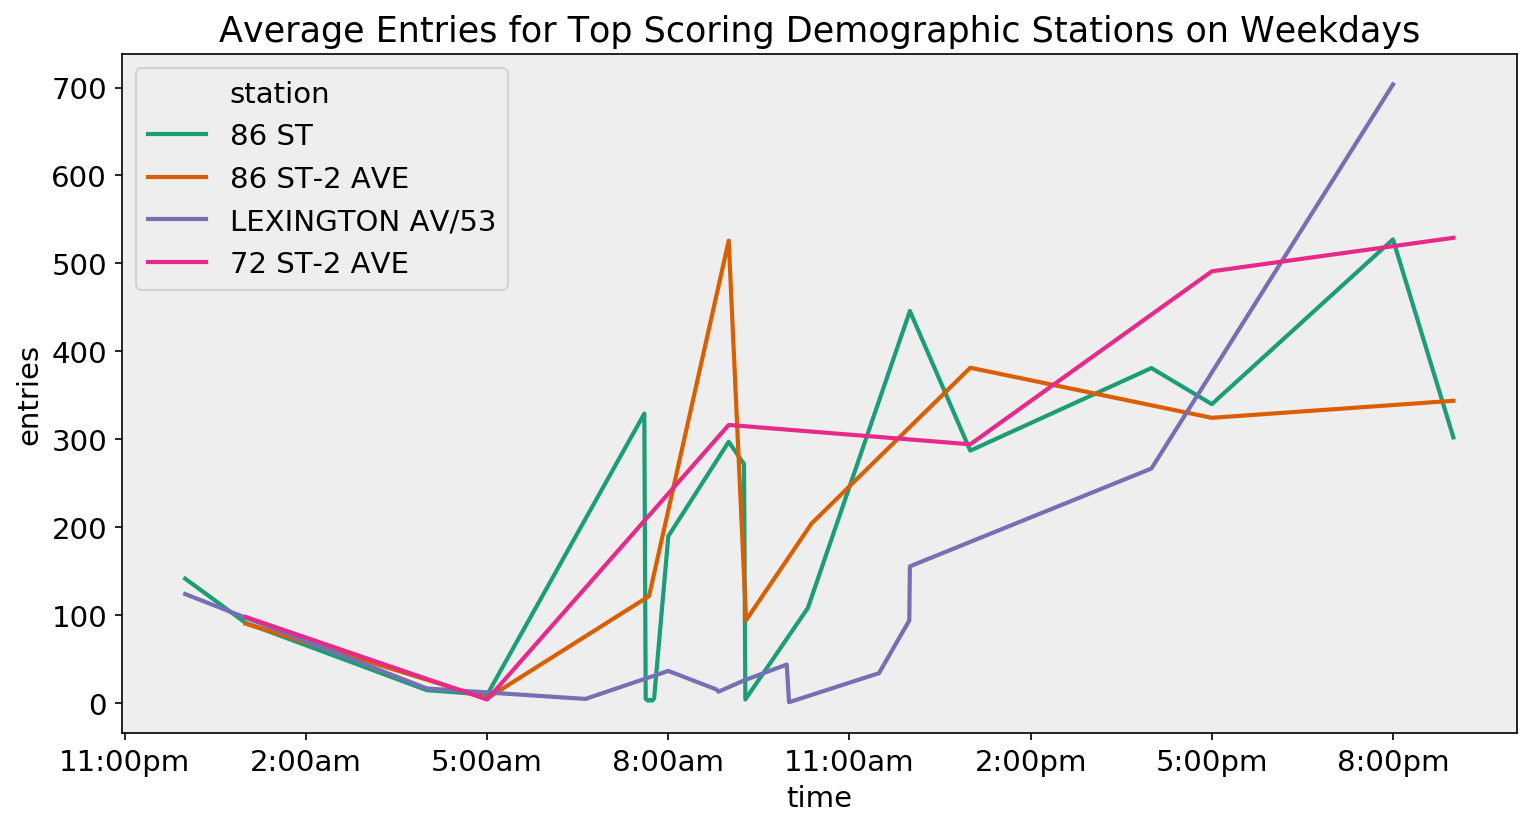 Average Entries for Top Scoring Demographic Stations on Weekdays
station
86 ST
86 ST-2 AVE
LEXINGTON AV/53
72 ST-2 AVE
700
600
500
400
300
200
100
0
entries
11:00pm 2:00am 5:00am 8:00am 11:00am 2:00pm 5:00pm 8:00pm
time